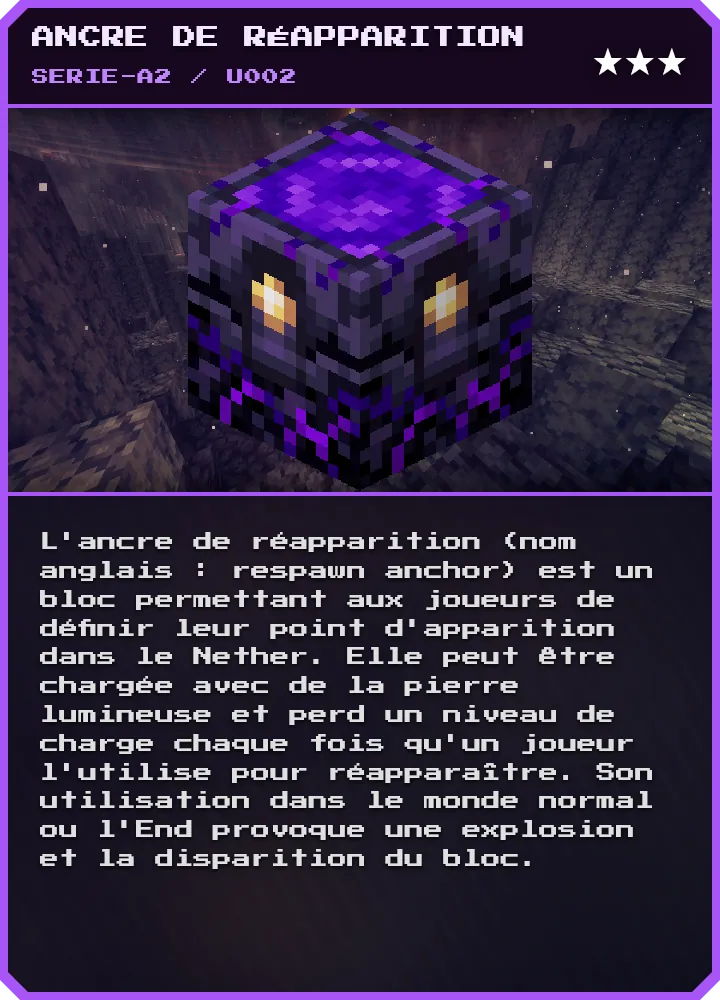 ANCRE DE RéAPPARITION
SERIE-A2 / U002
★★★
L'ancre de réapparition (nom
anglais : respawn anchor) est un
bloc permettant aux joueurs de
définir leur point d'apparition
dans le Nether. Elle peut être
chargée avec de la pierre
lumineuse et perd un niveau de
charge chaque fois qu'un joueur
l'utilise pour réapparaître. Son
utilisation dans le monde normal
ou l'End provoque une explosion
et la disparition du bloc.